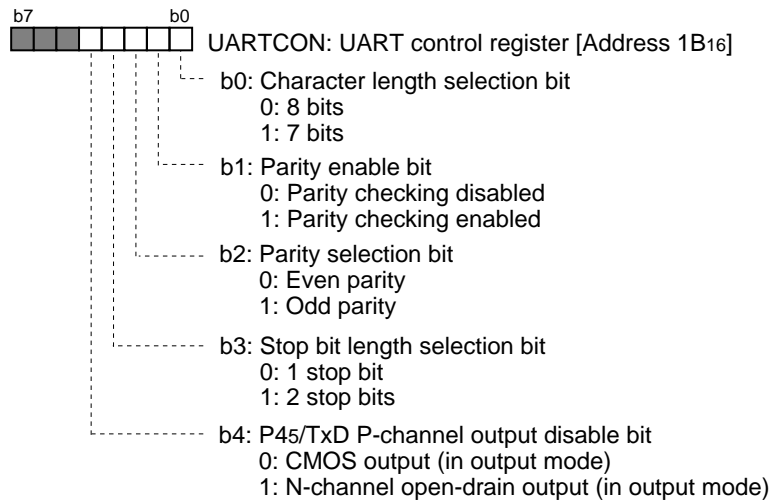 b7 b0
UARTCON: UART control register [Address 1B16]
b0: Character length selection bit
0: 8 bits
1: 7 bits
b1: Parity enable bit
0: Parity checking disabled
1: Parity checking enabled
b2: Parity selection bit
0: Even parity
1: Odd parity
b3: Stop bit length selection bit
0: 1 stop bit
1: 2 stop bits
b4: P45/TxD P-channel output disable bit
0: CMOS output (in output mode)
1: N-channel open-drain output (in output mode)